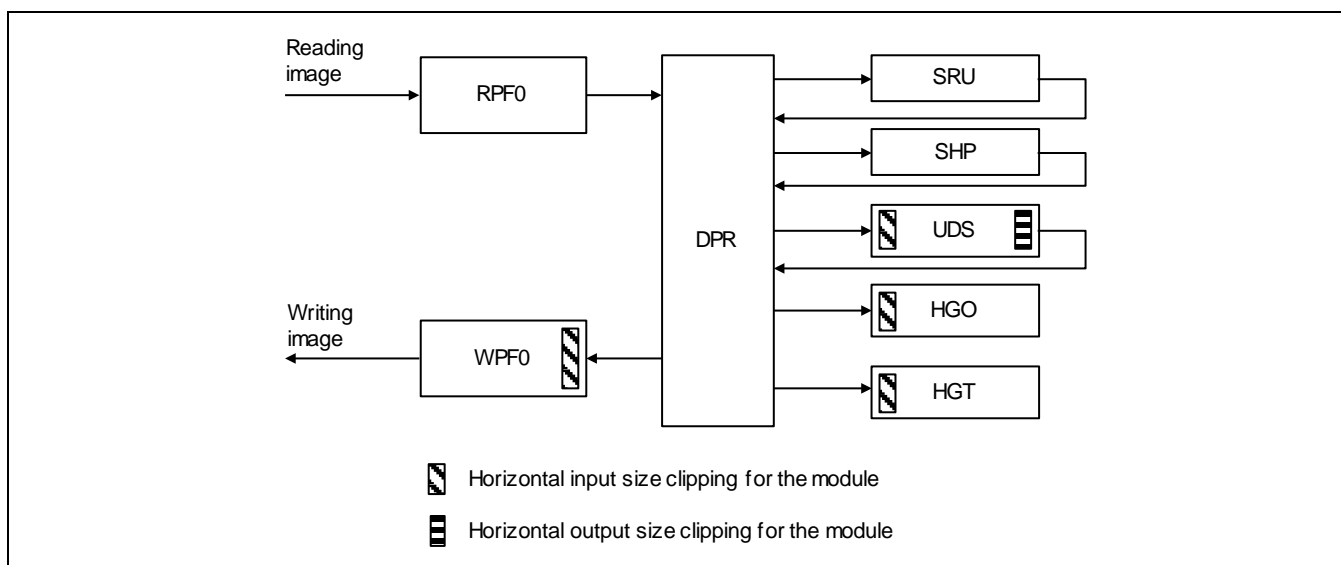 Reading
image
RPF0
DPR
SRU
SHP
UDS
HGO
HGT
Writing
image
WPF0
Horizontal input size clipping for the module
Horizontal output size clipping for the module